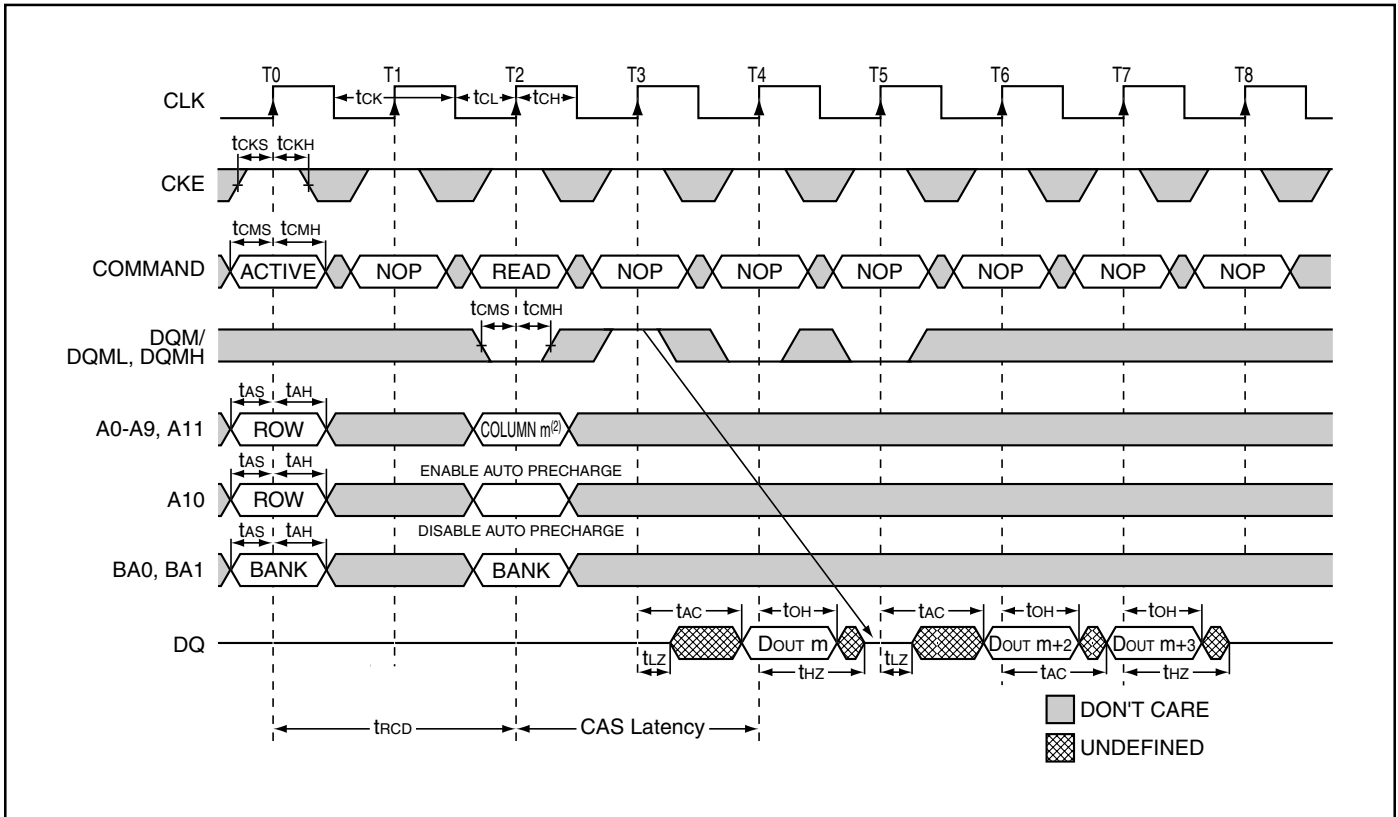 T0 T1 T2 T3 T4 T5 T6 T7 T8
CLK tCK tCL tCH
tCKS tCKH
CKE
tCMS tCMH
COMMAND ACTIVE NOP READ NOP NOP NOP NOP NOP NOP
tCMS tCMH
DQM/
DQML, DQMH
tAS tAH
A0-A9, A11 ROW COLUMN m(2)
tAS tAH ENABLE AUTO PRECHARGE
A10 ROW
tAS tAH DISABLE AUTO PRECHARGE
BA0, BA1 BANK BANK
tAC tOH tAC tOH tOH
DQ DOUT m DOUT m+2 DOUT m+3
tLZ tHZ tLZ tAC tHZ
DON'T CARE
tRCD CAS Latency
UNDEFINED